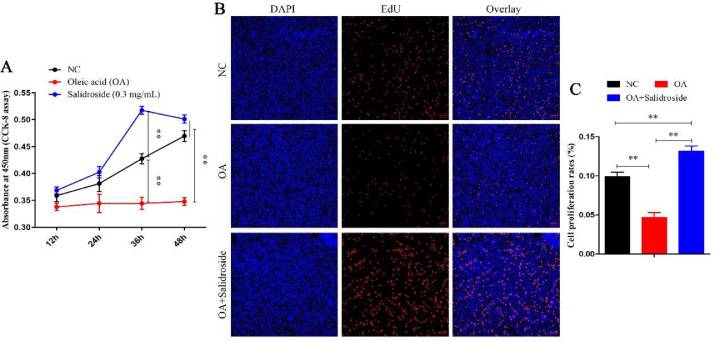 A
NC
Oleic acid (OA)
Salidroside (0.3 mg/mL)
Absorbance at 450nm (CCK-8 assay)
0.55
0.50
0.45
0.40
0.35
0.30
**
**
**
12h
24h
36h
48h
B
DAPI
EdU
Overlay
NC
OA
OA+Salidroside
C
NC
OA
OA+Salidroside
Cell proliferation rates (%)
0.15
0.10
0.05
0.00
**
**
**